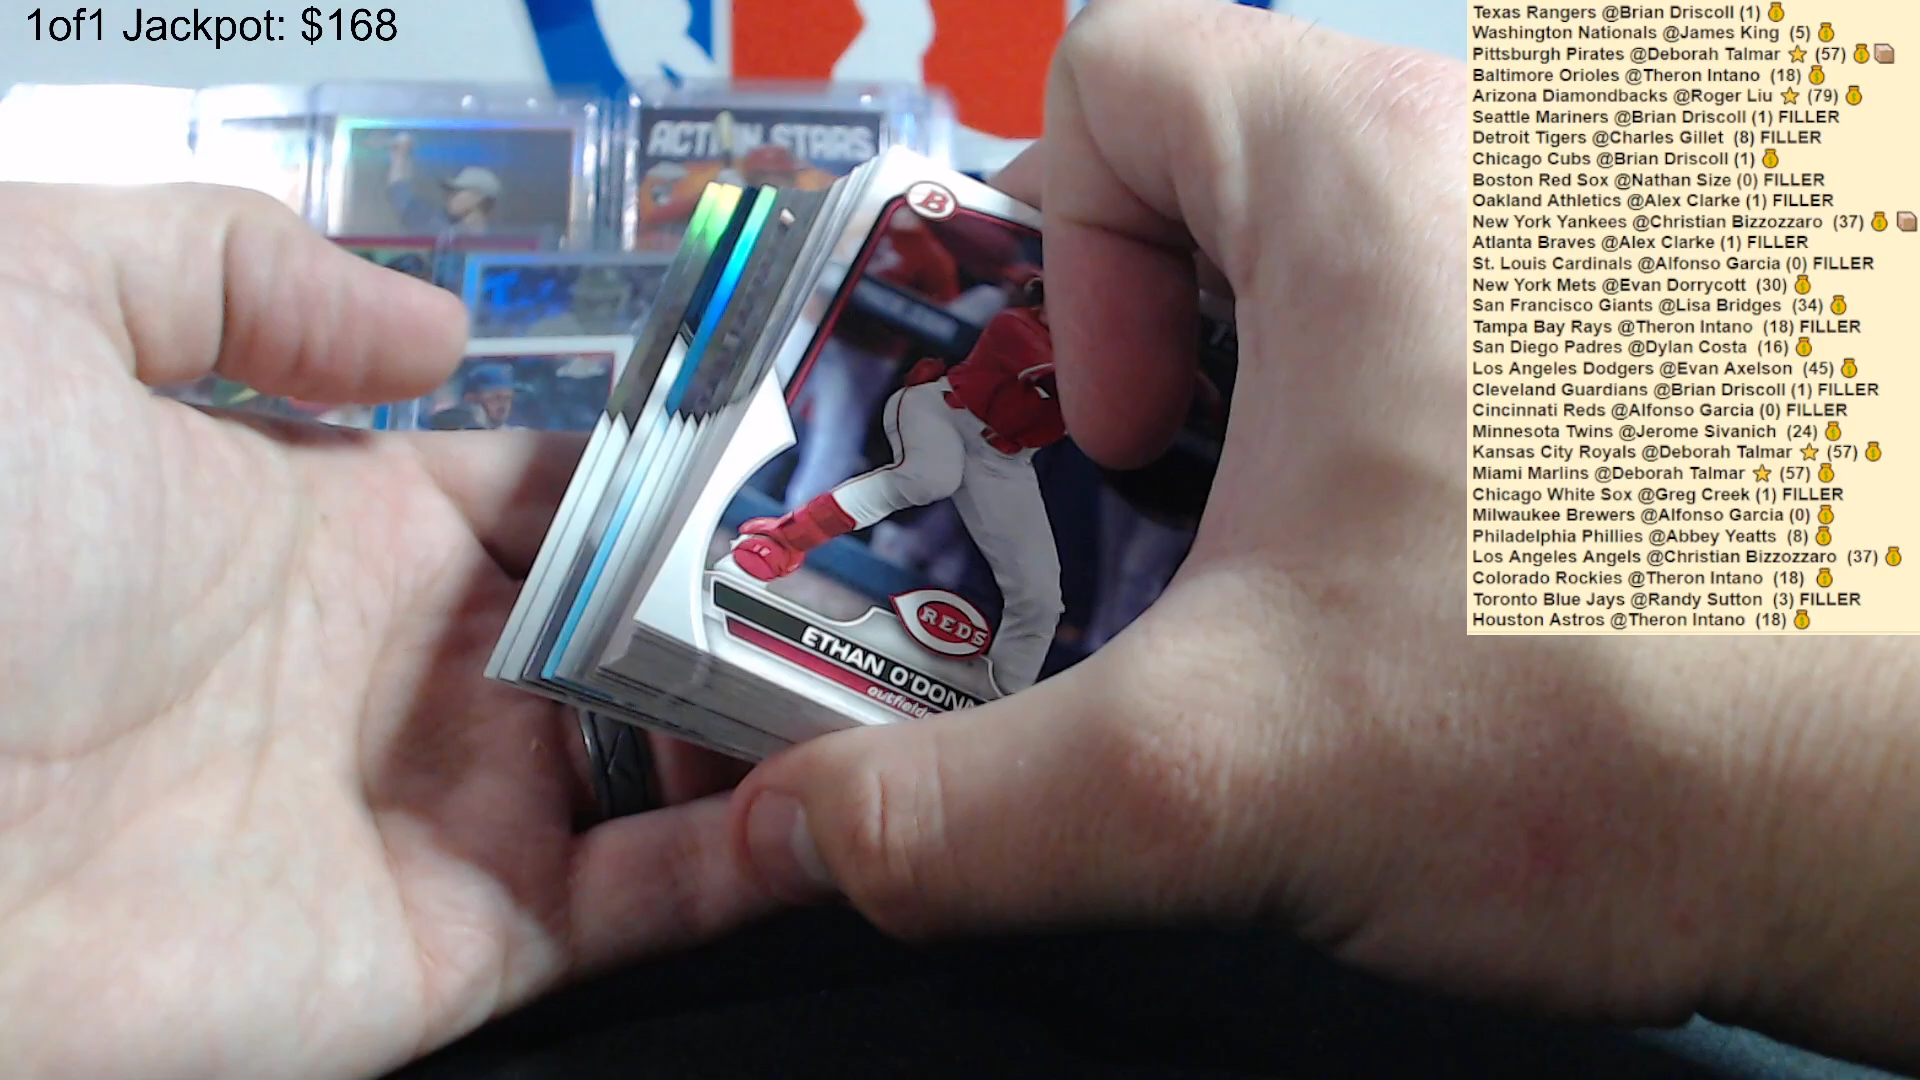 1of1 Jackpot: $168
Texas Rangers @Brian Driscoll (1)
Washington Nationals @James King (5)
Pittsburgh Pirates @Deborah Talmar ⭐ (57)
Baltimore Orioles @Theron Intano (18)
Arizona Diamondbacks @Roger Liu ⭐ (79)
Seattle Mariners @Brian Driscoll (1) FILLER
Detroit Tigers @Charles Gillet (8) FILLER
Chicago Cubs @Brian Driscoll (1)
Boston Red Sox @Nathan Size (0) FILLER
Oakland Athletics @Alex Clarke (1) FILLER
New York Yankees @Christian Bizzozzaro (37)
Atlanta Braves @Alex Clarke (1) FILLER
St. Louis Cardinals @Alfonso Garcia (0) FILLER
New York Mets @Evan Dorrycott (30)
San Francisco Giants @Lisa Bridges (34)
Tampa Bay Rays @Theron Intano (18) FILLER
San Diego Padres @Dylan Costa (16)
Los Angeles Dodgers @Evan Axelson (45)
Cleveland Guardians @Brian Driscoll (1) FILLER
Cincinnati Reds @Alfonso Garcia (0) FILLER
Minnesota Twins @Jerome Sivanich (24)
Kansas City Royals @Deborah Talmar ⭐ (57)
Miami Marlins @Deborah Talmar ⭐ (57)
Chicago White Sox @Greg Creek (1) FILLER
Milwaukee Brewers @Alfonso Garcia (0)
Philadelphia Phillies @Abbey Yeatts (8)
Los Angeles Angels @Christian Bizzozzaro (37)
Colorado Rockies @Theron Intano (18)
Toronto Blue Jays @Randy Sutton (3) FILLER
Houston Astros @Theron Intano (18)
ACTION STARS
B
REDS
ETHAN O'DONN
outfield